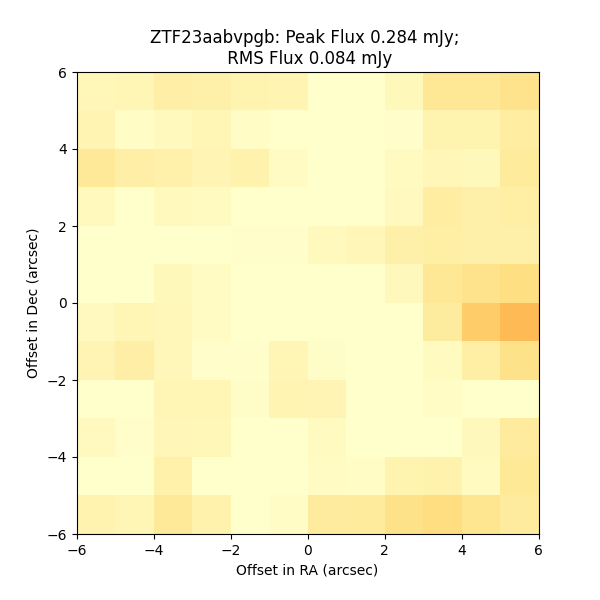 ZTF23aabvpgb: Peak Flux 0.284 mJy;
RMS Flux 0.084 mJy
6
4
2
0
−2
−4
−6
Offset in Dec (arcsec)
−6 −4 −2 0 2 4 6
Offset in RA (arcsec)